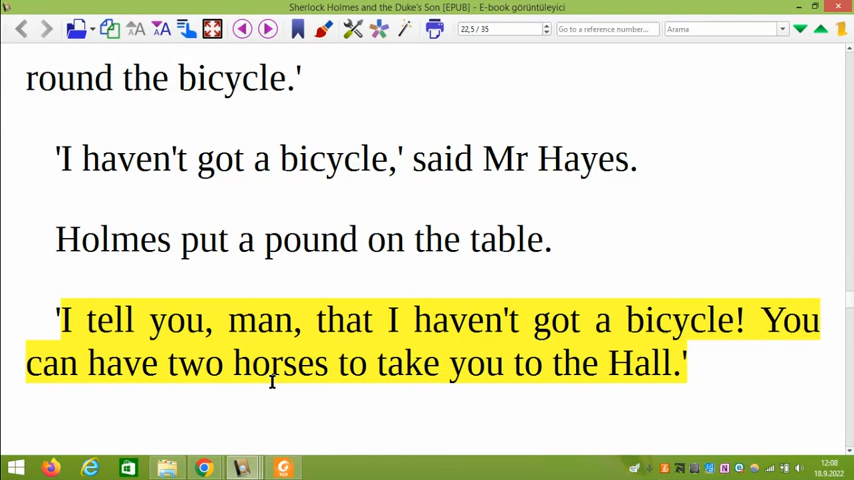 Sherlock Holmes and the Duke's Son [EPUB] - E-book görüntüleyici
22,5 / 35
Go to a reference number...
Arama
round the bicycle.'
'I haven't got a bicycle,' said Mr Hayes.
Holmes put a pound on the table.
'I tell you, man, that I haven't got a bicycle! You
can have two horses to take you to the Hall.'
12:08
18.9.2022